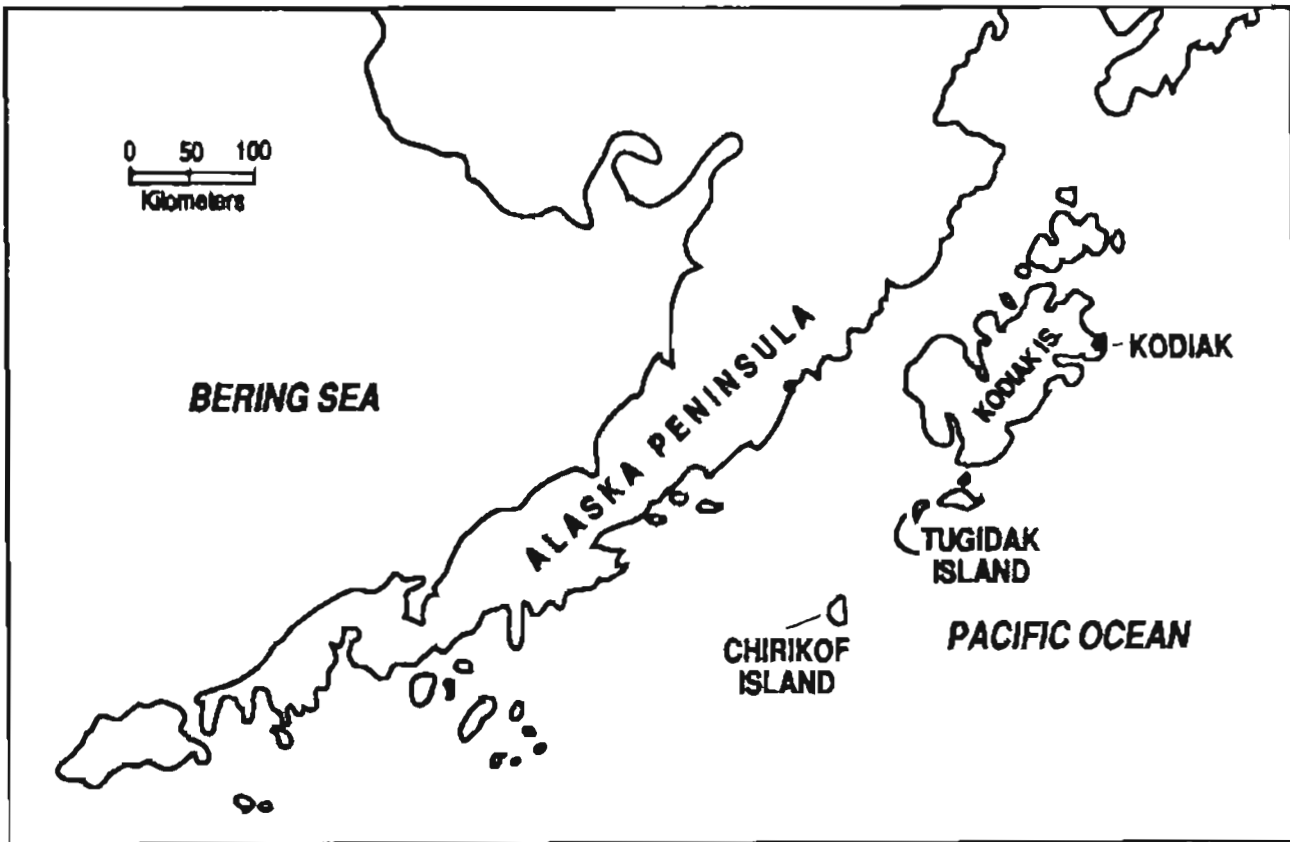 0 50 100
Kilometers
BERING SEA
ALASKA PENINSULA
KODIAK IS.
KODIAK
TUGIDAK
ISLAND
CHIRIKOF
ISLAND
PACIFIC OCEAN